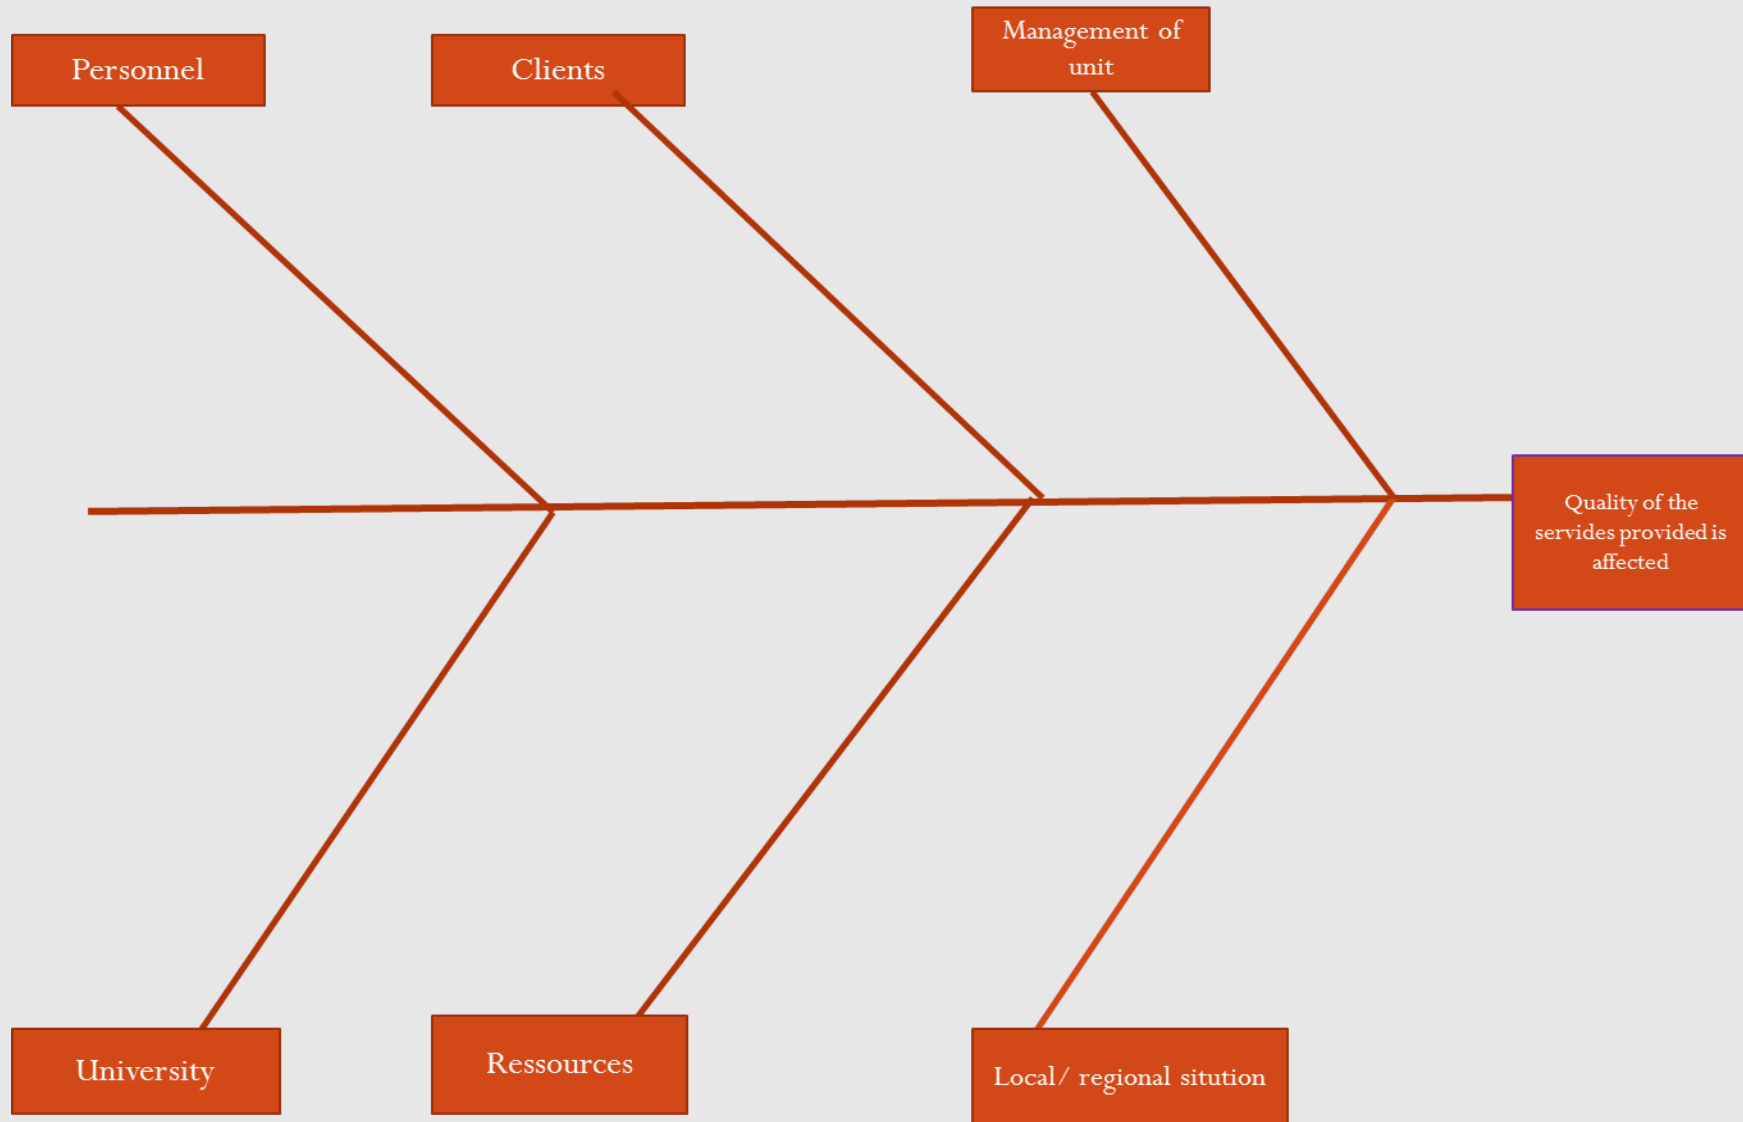 Personnel
Clients
Management of
unit
Quality of the
servides provided is
affected
University
Ressources
Local/ regional sitution